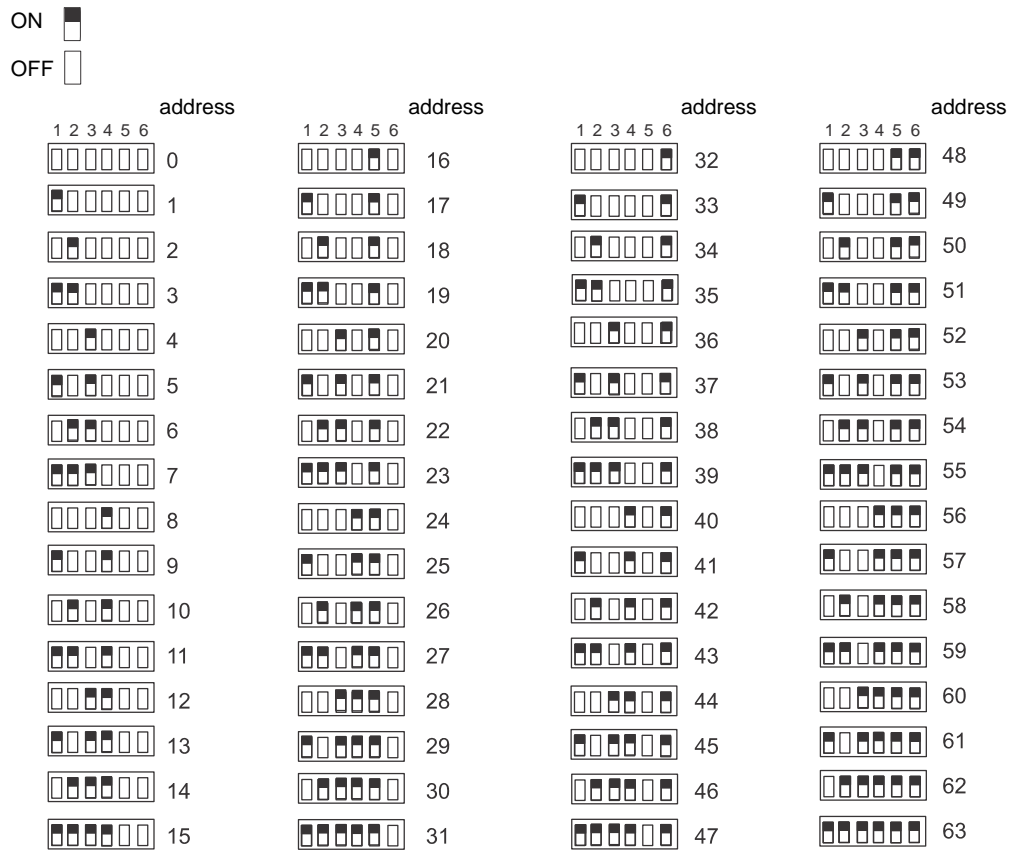 ON
OFF
address address address address
1 2 3 4 5 6 1 2 3 4 5 6 1 2 3 4 5 6 1 2 3 4 5 6
0 16 32 48
1 17 33 49
2 18 34 50
3 19 35 51
4 20 36 52
5 21 37 53
6 22 38 54
7 23 39 55
8 24 40 56
9 25 41 57
10 26 42 58
11 27 43 59
12 28 44 60
13 29 45 61
14 30 46 62
15 31 47 63